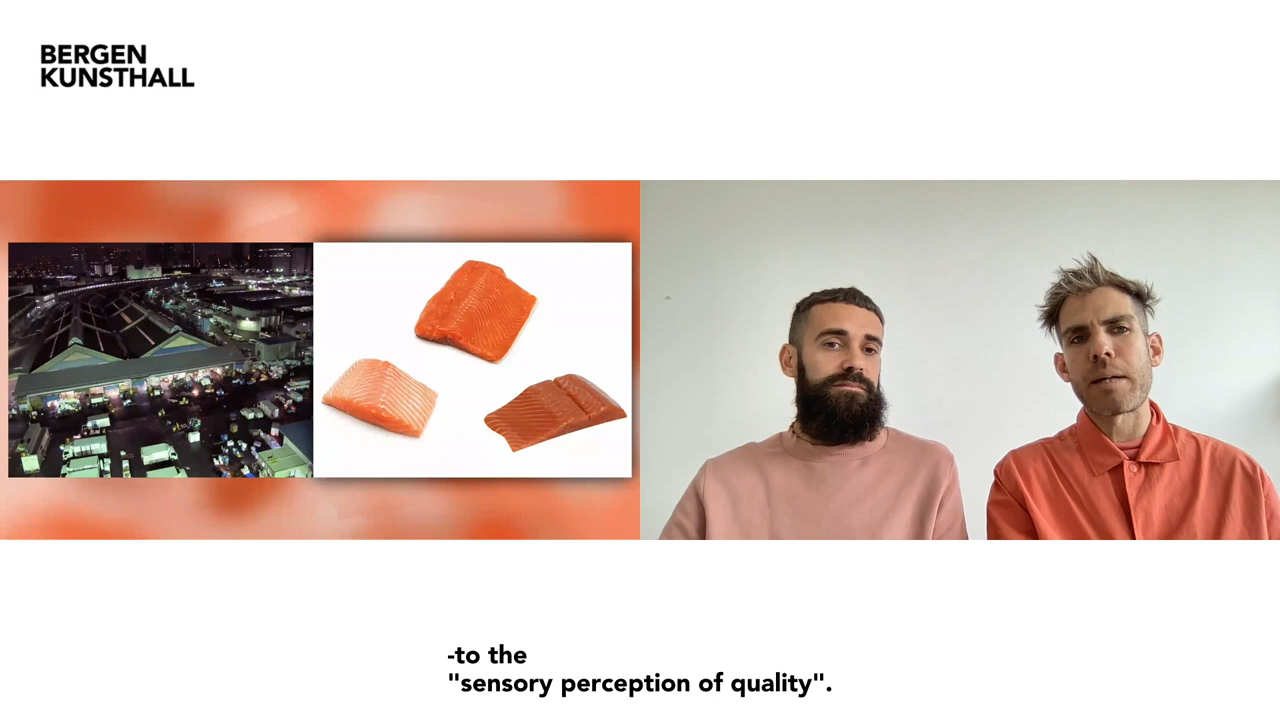 BERGEN
KUNSTHALL
-to the
"sensory perception of quality".